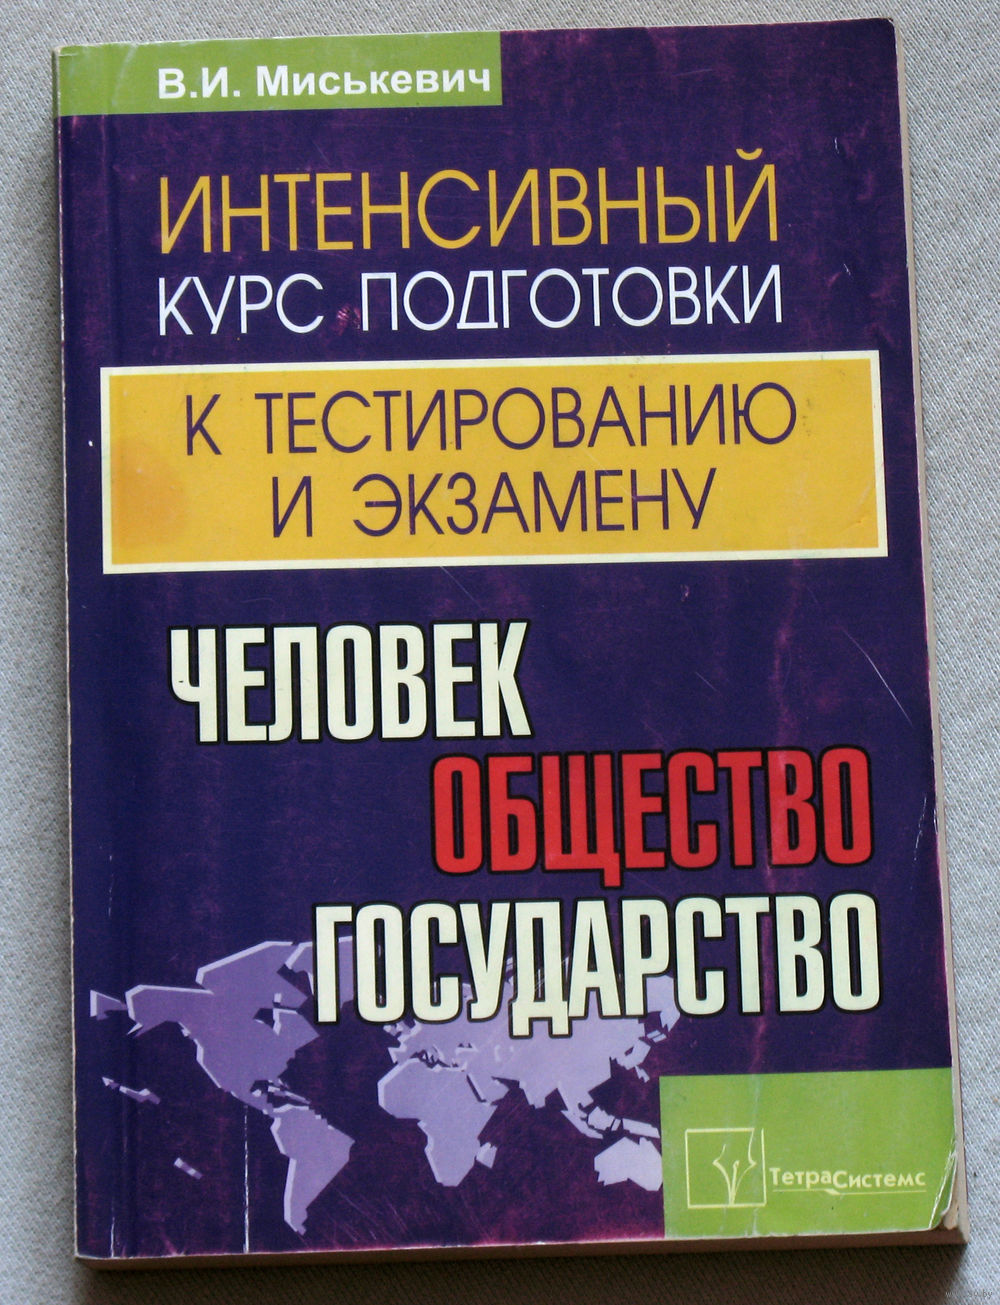 В.И. Миськевич
ИНТЕНСИВНЫЙ
КУРС ПОДГОТОВКИ
К ТЕСТИРОВАНИЮ
И ЭКЗАМЕНУ
ЧЕЛОВЕК
ОБЩЕСТВО
ГОСУДАРСТВО
ТетраСистемс